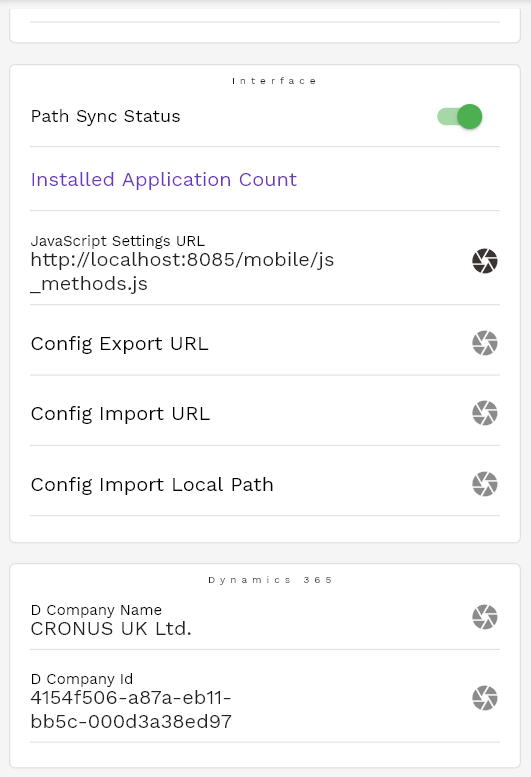 Interface
Path Sync Status
Installed Application Count
JavaScript Settings URL
http://localhost:8085/mobile/js
_methods.js
Config Export URL
Config Import URL
Config Import Local Path
Dynamics 365
D Company Name
CRONUS UK Ltd.
D Company Id
4154f506-a87a-eb11-
bb5c-000d3a38ed97